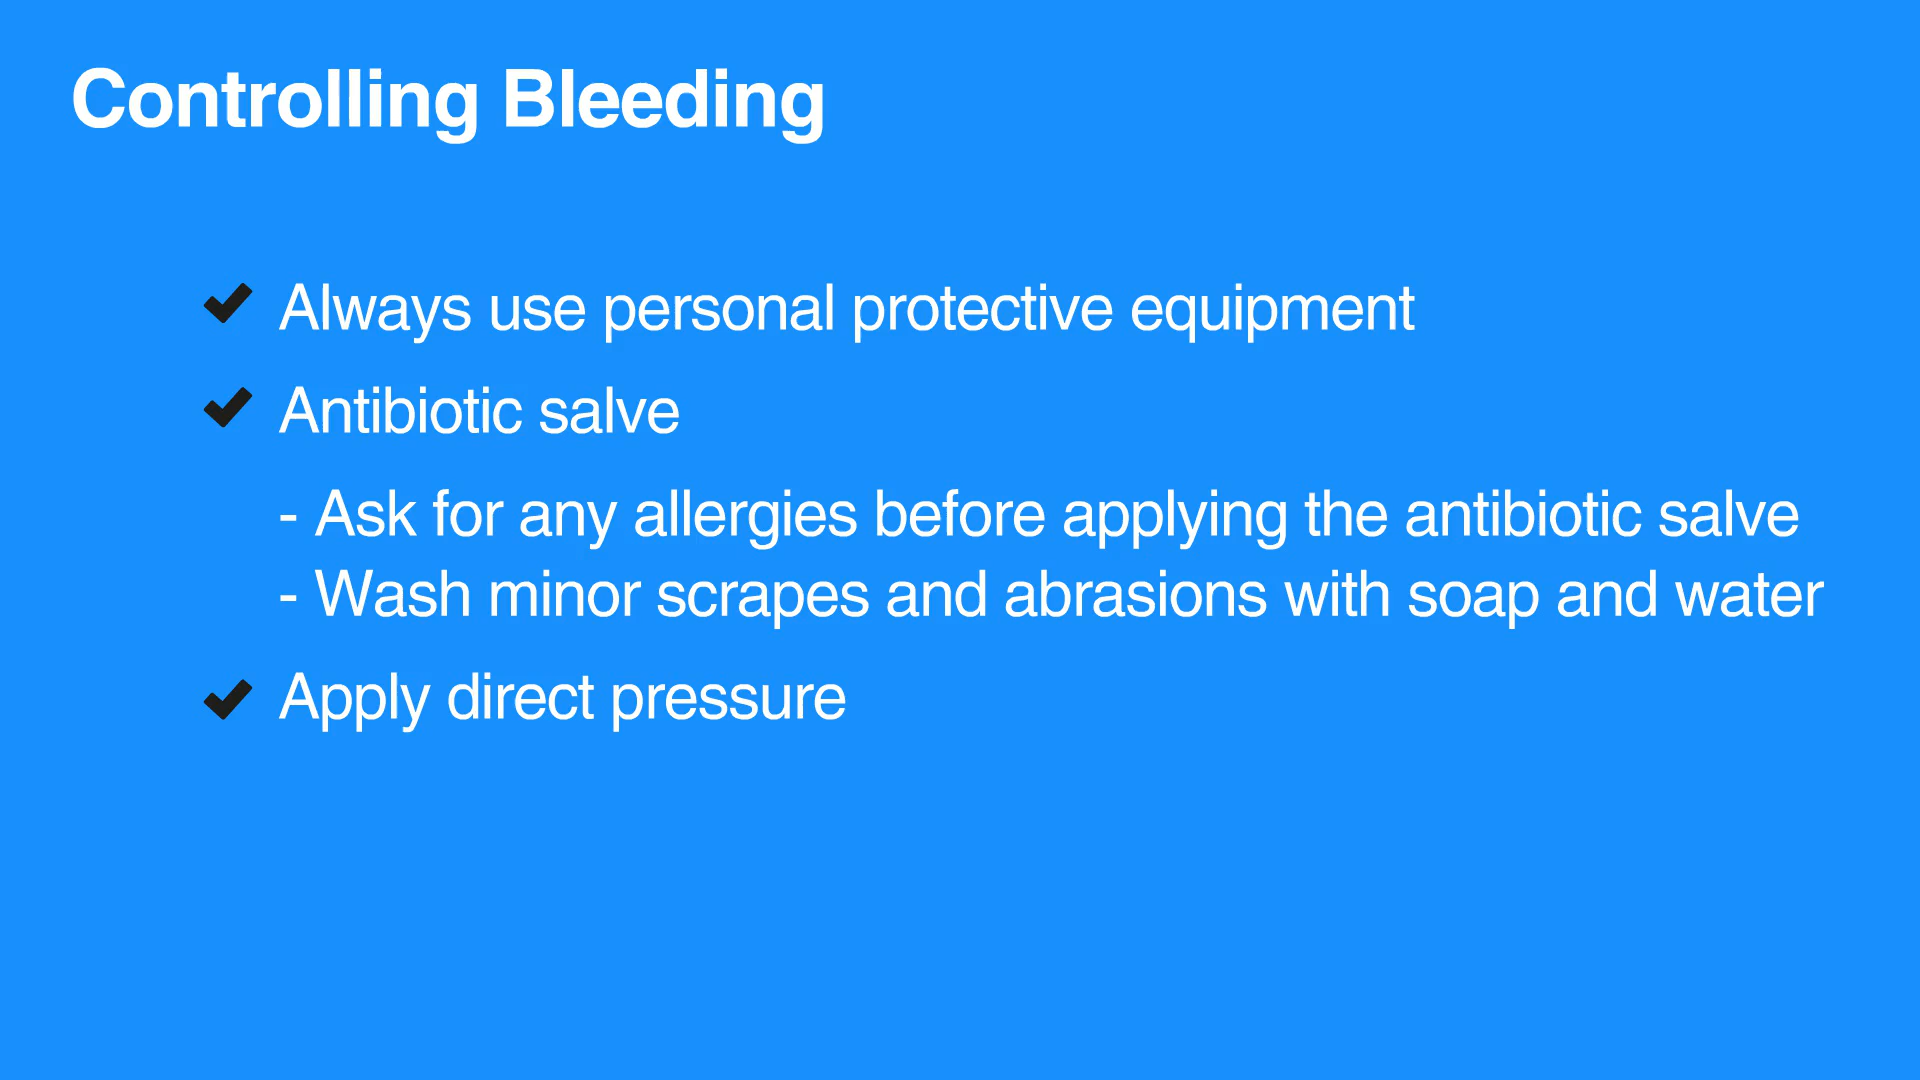 Controlling Bleeding
Always use personal protective equipment
Antibiotic salve
- Ask for any allergies before applying the antibiotic salve
- Wash minor scrapes and abrasions with soap and water
Apply direct pressure